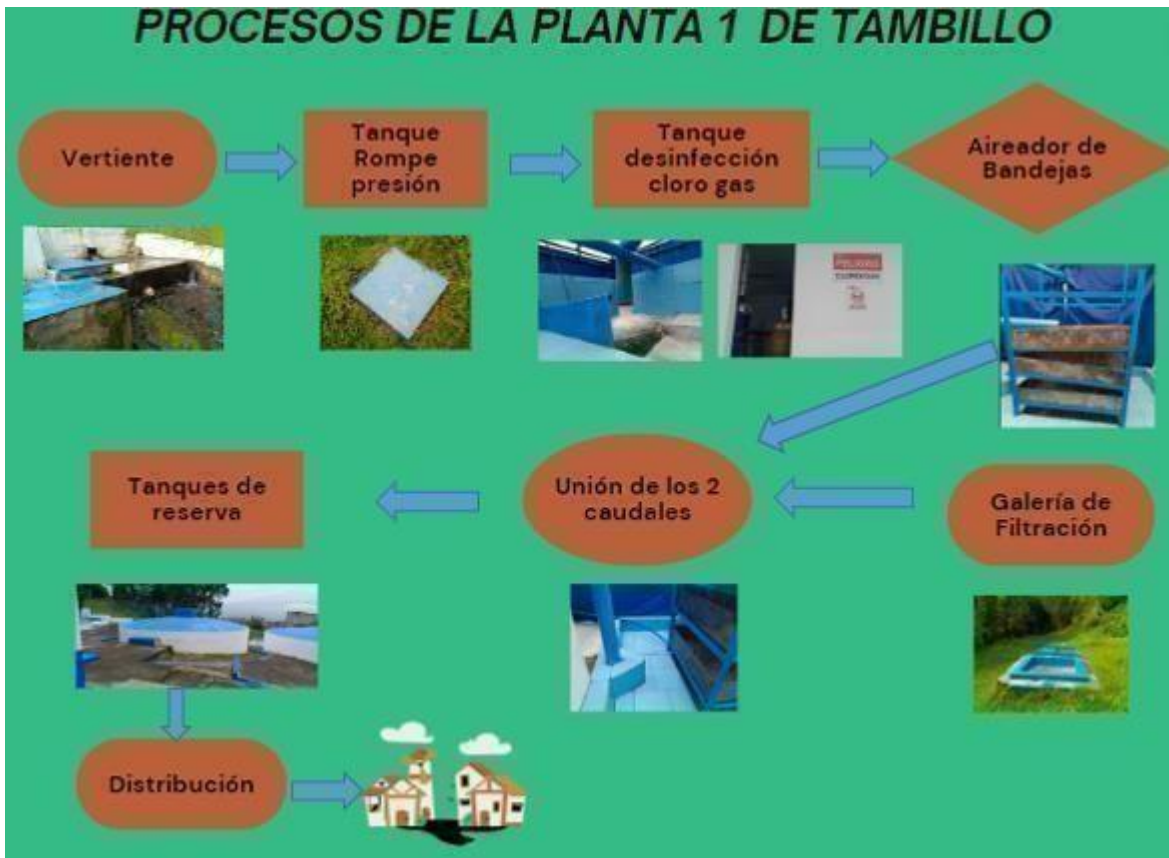 PROCESOS DE LA PLANTA 1 DE TAMBILLO
Vertiente
Tanque
Rompe
presión
Tanque
desinfección
cloro gas
Aireador de
Bandejas
PELIGRO
Tanques de
reserva
Unión de los 2
caudales
Galería de
Filtración
Distribución